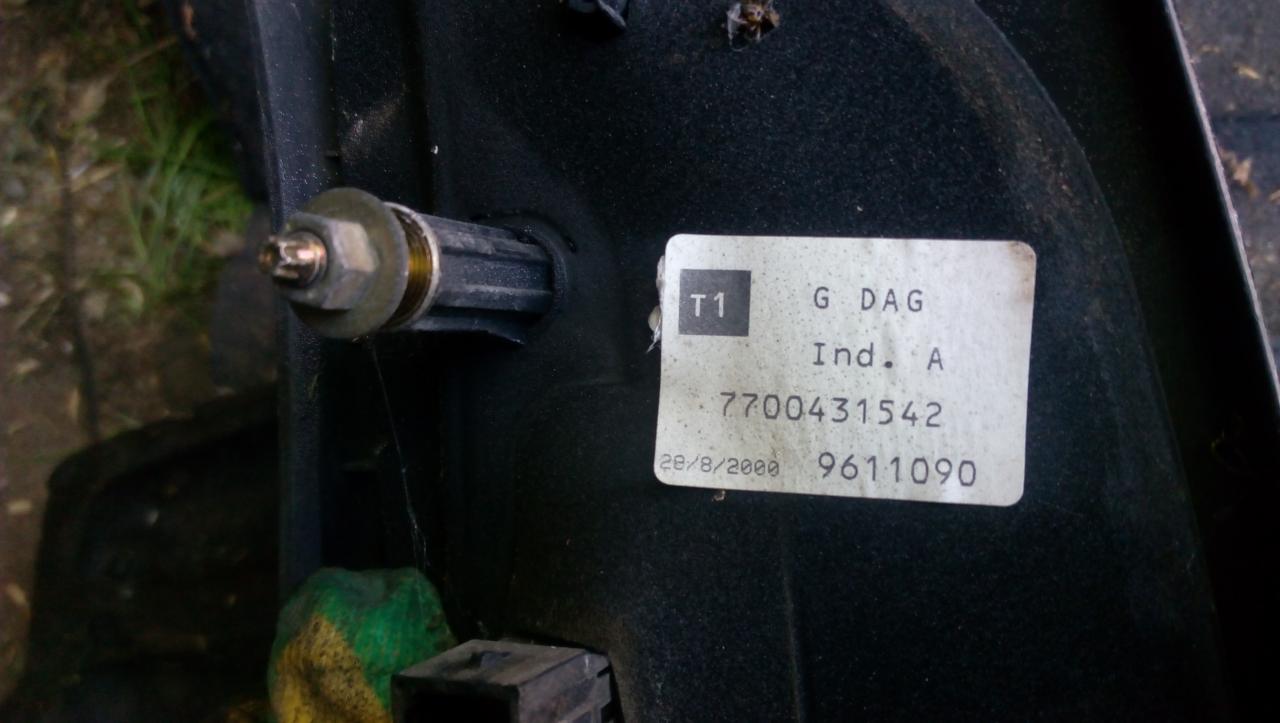 T1 G DAG
Ind. A
7700431542
28/8/2000 9611090